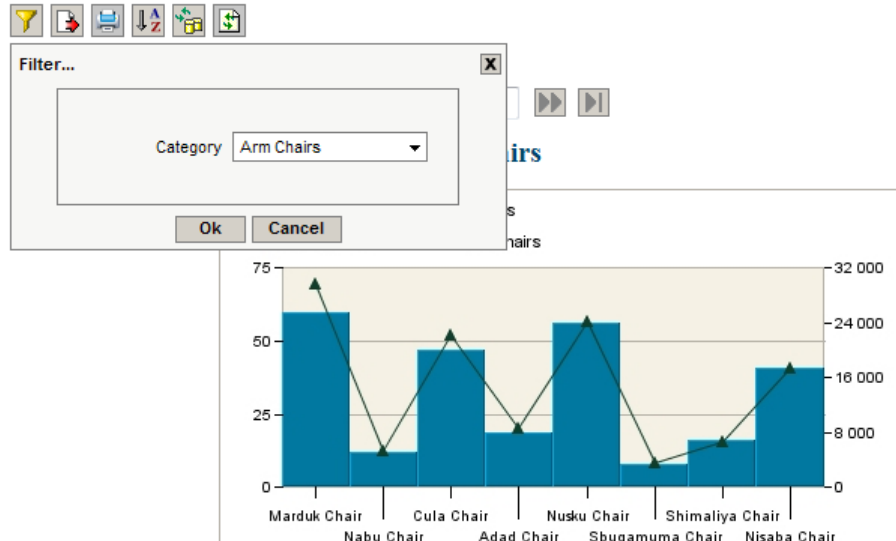 Filter...
X
Category Arm Chairs
Ok Cancel
irs
s
hairs
75
50
25
0
32 000
24 000
16 000
8 000
0
Marduk Chair Cula Chair Nusku Chair Shimaliya Chair
Nabu Chair Adad Chair Sbugamuma Chair Nisaba Chair